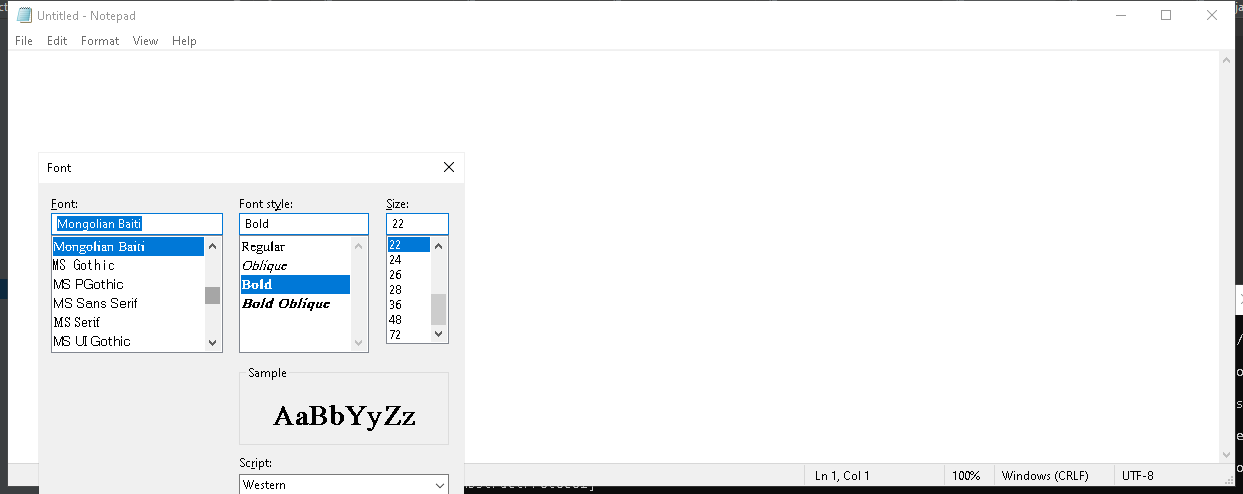 Untitled - Notepad
File Edit Format View Help
Font
Font: Font style: Size:
Mongolian Baiti Bold 22
Mongolian Baiti Regular 22
MS Gothic Oblique 24
MS PGothic Bold 26
MS Sans Serif Bold Oblique 28
MS Serif 36
MS UI Gothic 48
72
Sample
AaBbYyZz
Script:
Western
Ln 1, Col 1 100% Windows (CRLF) UTF-8